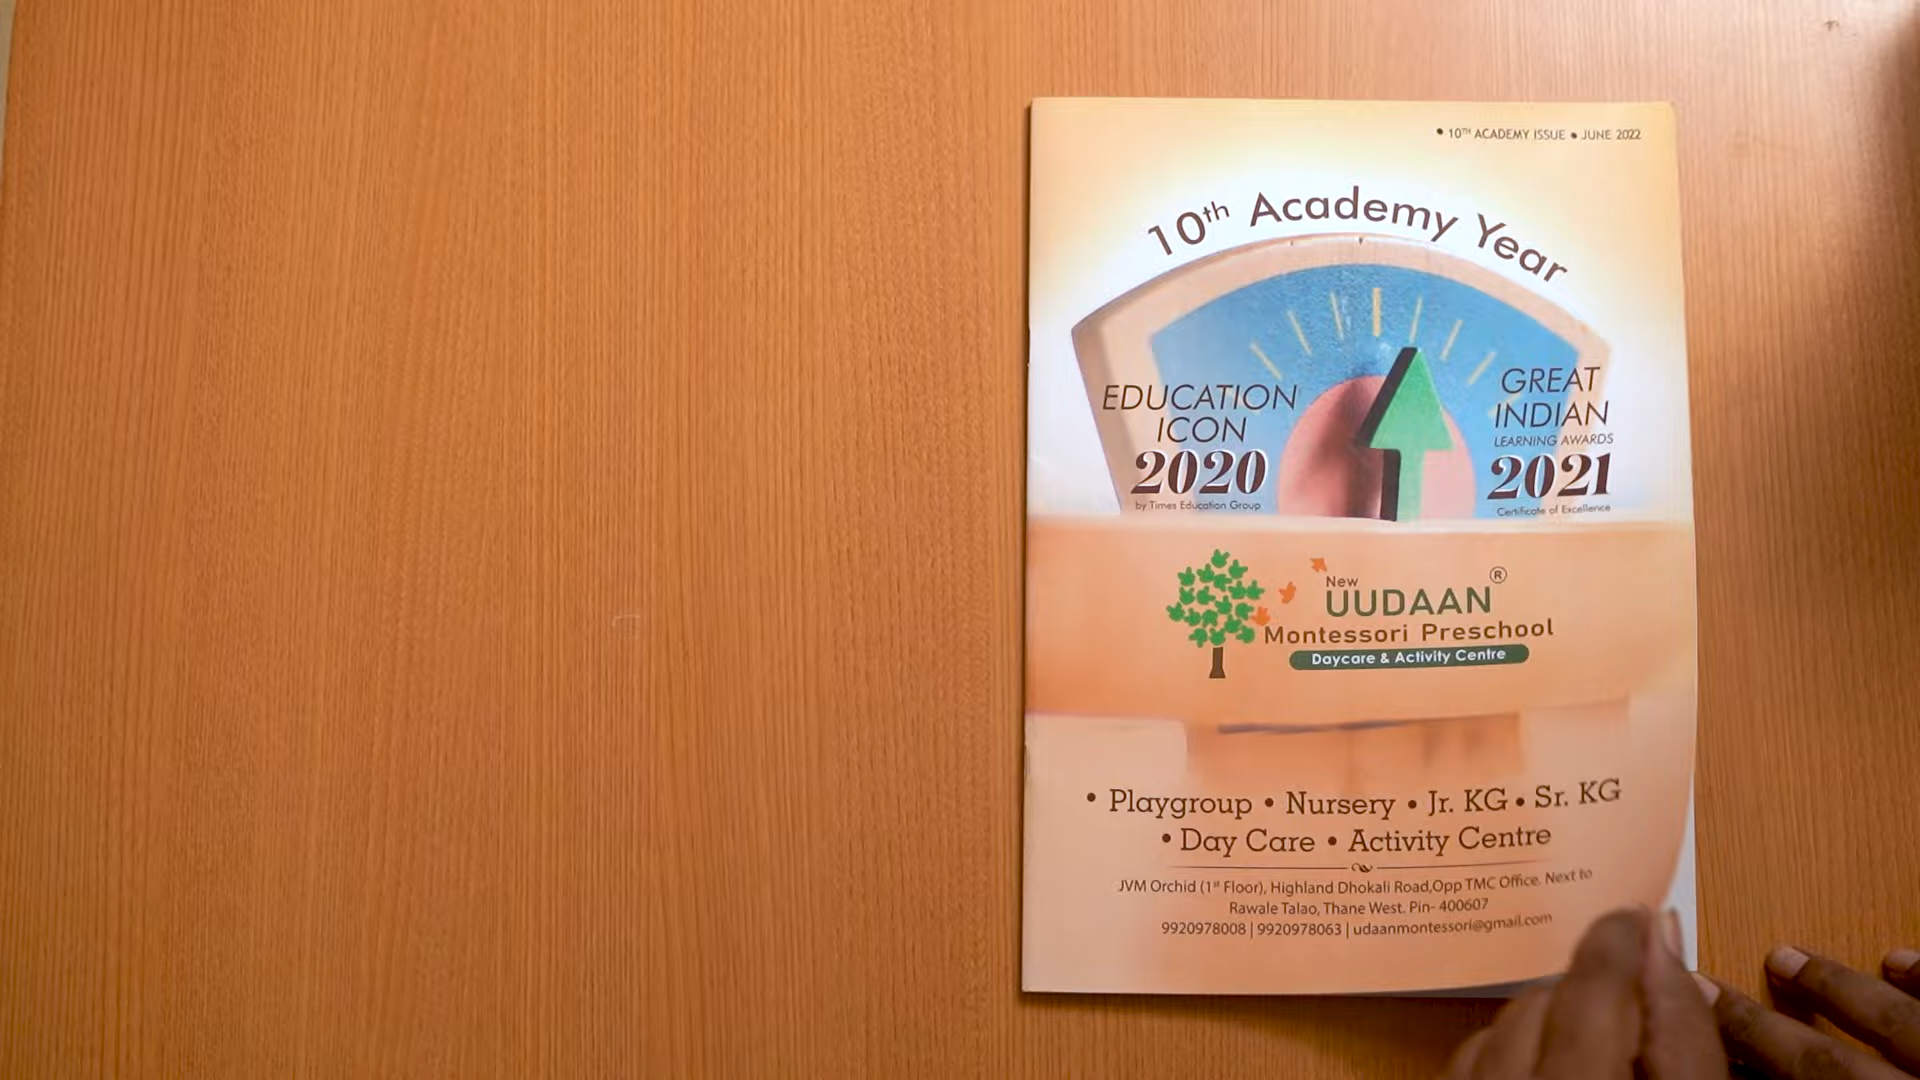 • 10TH ACADEMY ISSUE • JUNE 2022
10th Academy Year
EDUCATION
ICON
2020
by Times Education Group
GREAT
INDIAN
LEARNING AWARDS
2021
Certificate of Excellence
New
UUDAAN ®
Montessori Preschool
Daycare & Activity Centre
• Playgroup • Nursery • Jr. KG • Sr. KG
• Day Care • Activity Centre
JVM Orchid (1st Floor), Highland Dhokali Road,Opp TMC Office. Next to
Rawale Talao, Thane West. Pin- 400607
9920978008 | 9920978063 | udaanmontessori@gmail.com